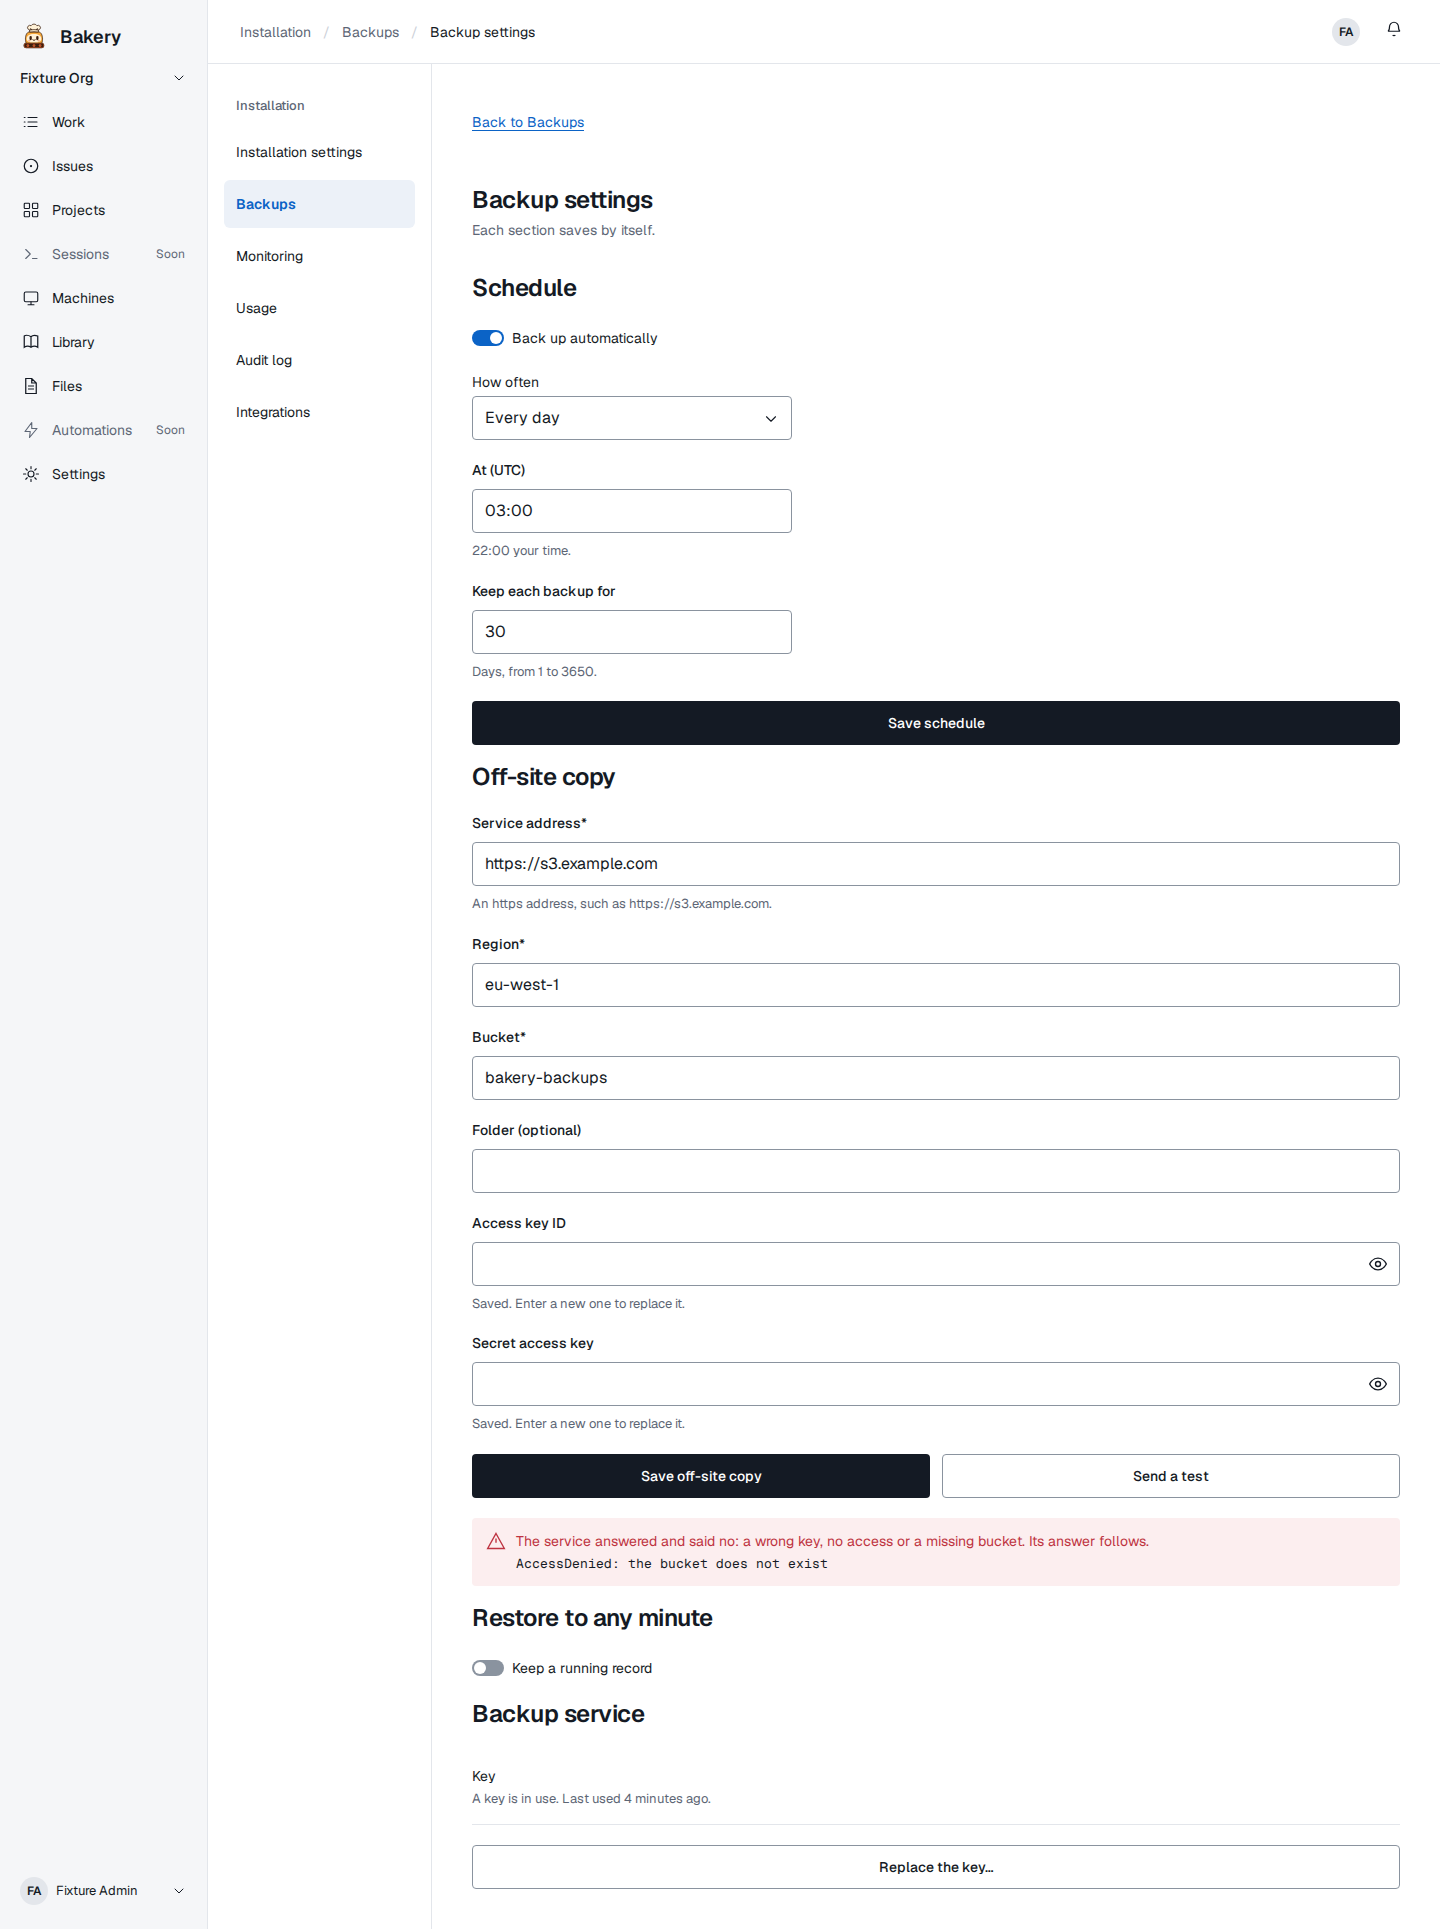 Bakery
Fixture Org
Work
Issues
Projects
Sessions Soon
Machines
Library
Files
Automations Soon
Settings
FA Fixture Admin
Installation / Backups / Backup settings
FA
Installation
Installation settings
Backups
Monitoring
Usage
Audit log
Integrations
Back to Backups
Backup settings
Each section saves by itself.
Schedule
Back up automatically
How often
Every day
At (UTC)
03:00
22:00 your time.
Keep each backup for
30
Days, from 1 to 3650.
Save schedule
Off-site copy
Service address*
https://s3.example.com
An https address, such as https://s3.example.com.
Region*
eu-west-1
Bucket*
bakery-backups
Folder (optional)
Access key ID
Saved. Enter a new one to replace it.
Secret access key
Saved. Enter a new one to replace it.
Save off-site copy
Send a test
The service answered and said no: a wrong key, no access or a missing bucket. Its answer follows.
AccessDenied: the bucket does not exist
Restore to any minute
Keep a running record
Backup service
Key
A key is in use. Last used 4 minutes ago.
Replace the key…